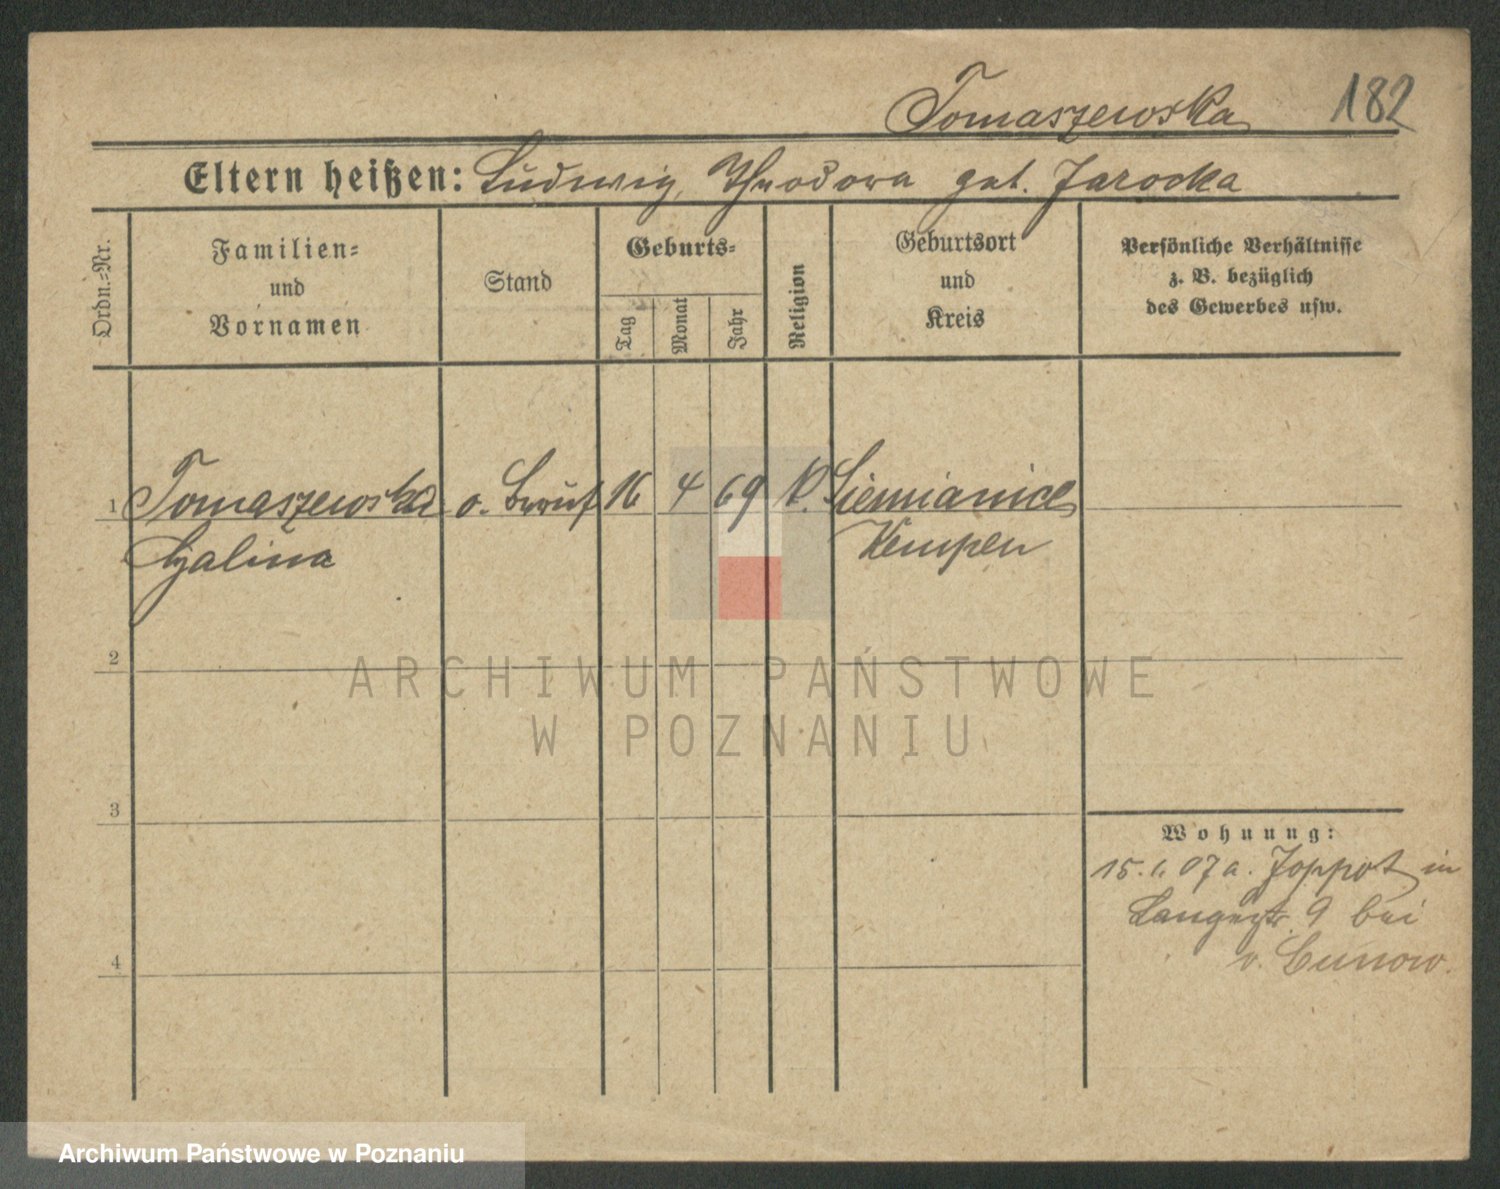 Tomaszewska 182
Eltern heißen: Ludwig, Theodora geb. Jarocka
Ordn.-Nr.
Familien-
und
Vornamen
Stand
Geburts-
Tag
Monat
Jahr
Religion
Geburtsort
und
Kreis
Persönliche Verhältnisse
z. B. bezüglich
des Gewerbes usw.
1 Tomaszewska o. Beruf 16 4 69 k. Siemianice
Halina Kempen
2
ARCHIWUM PAŃSTWOWE
W POZNANIU
3
Wohnung:
15. 1. 07 a. Zoppot in
Langestr. 9 bei
v. Bunow.
4
Archiwum Państwowe w Poznaniu